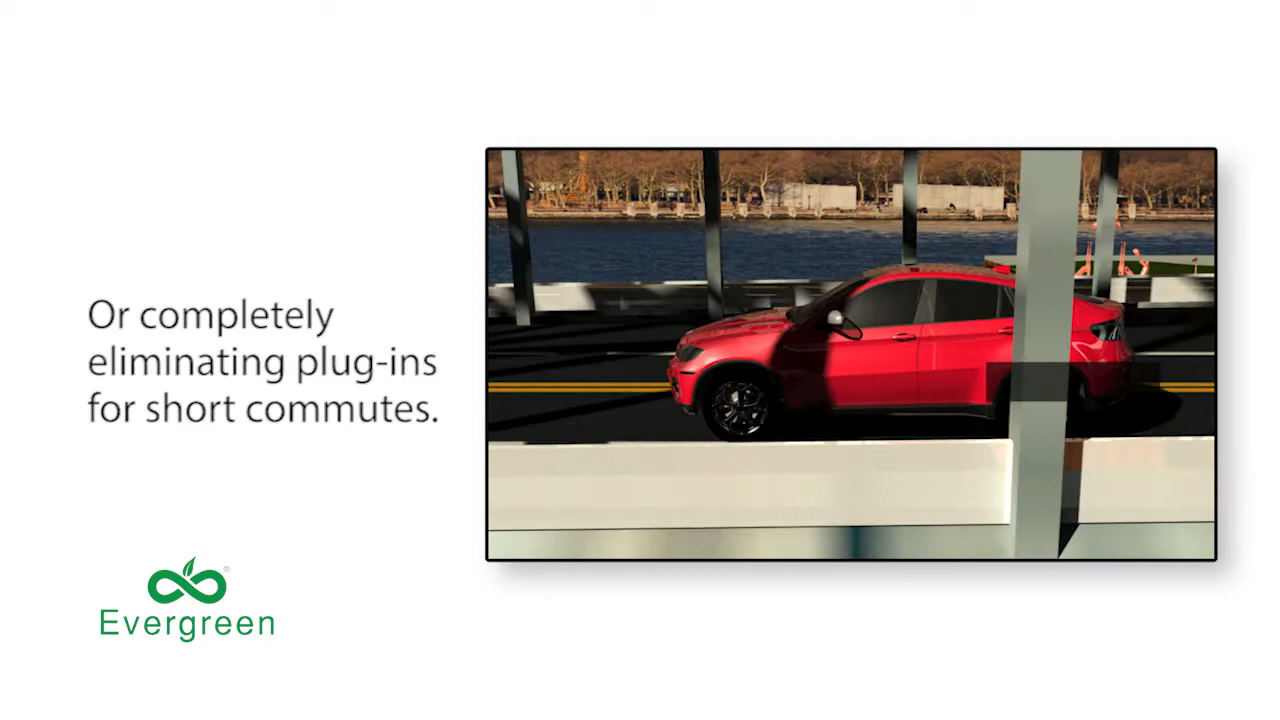 Or completely
eliminating plug-ins
for short commutes.
®
Evergreen